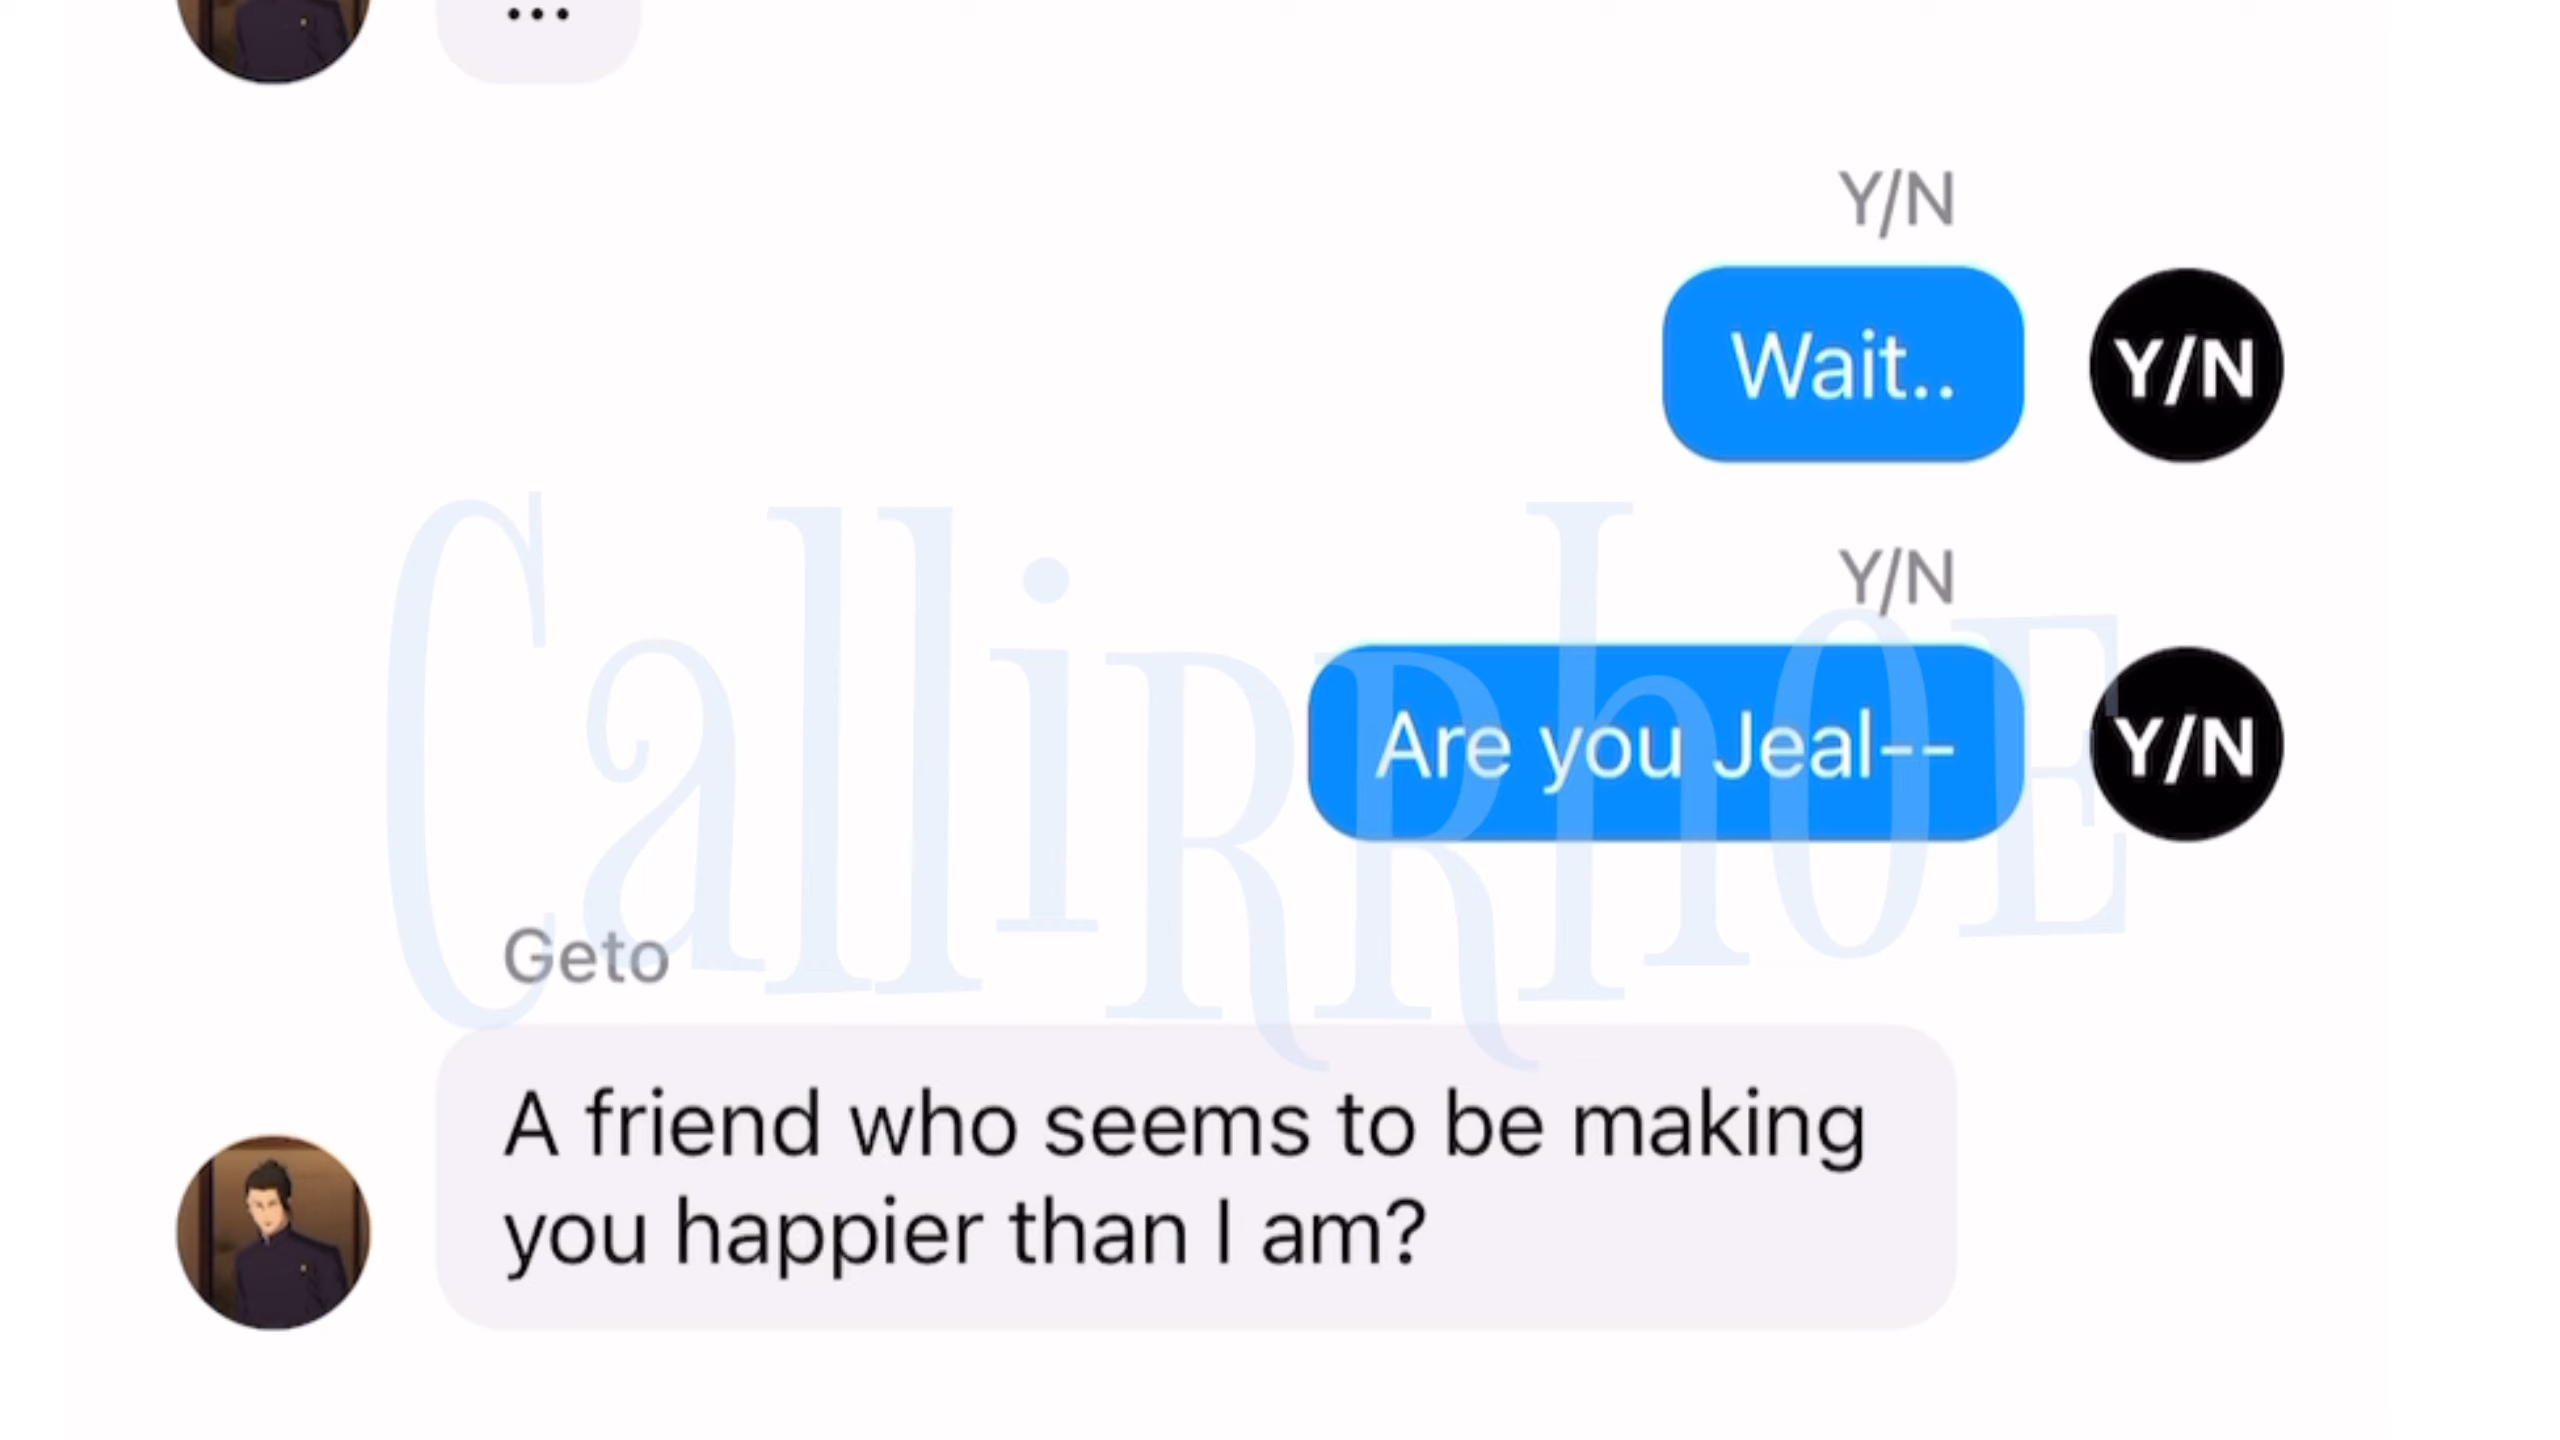 ...
Y/N
Wait..
Y/N
Y/N
Are you Jeal--
Y/N
CalliRRhOE
Geto
A friend who seems to be making
you happier than I am?